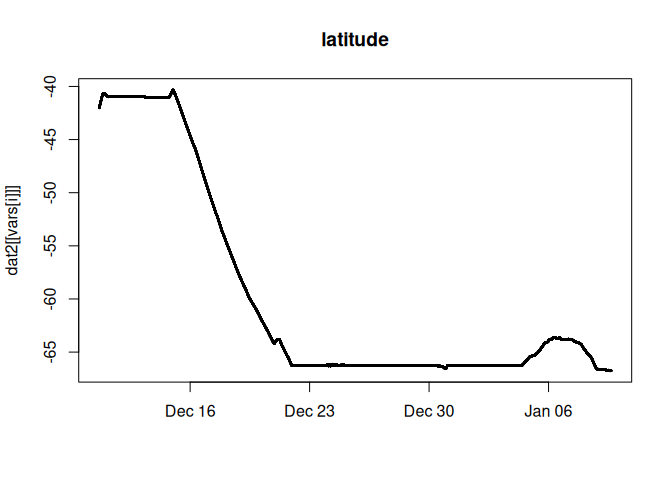 latitude
dat2[[vars[i]]]
-40
-45
-50
-55
-60
-65
Dec 16
Dec 23
Dec 30
Jan 06